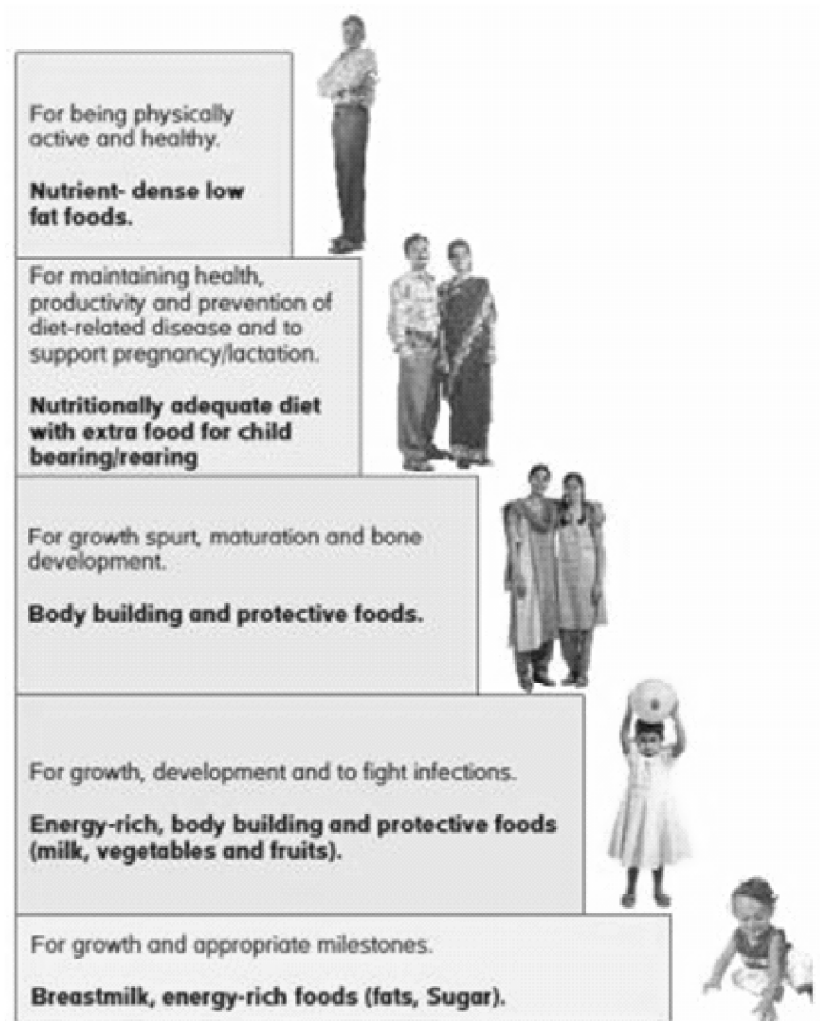 For being physically
active and healthy.
Nutrient- dense low
fat foods.
For maintaining health,
productivity and prevention of
diet-related disease and to
support pregnancy/lactation.
Nutritionally adequate diet
with extra food for child
bearing/rearing
For growth spurt, maturation and bone
development.
Body building and protective foods.
For growth, development and to fight infections.
Energy-rich, body building and protective foods
(milk, vegetables and fruits).
For growth and appropriate milestones.
Breastmilk, energy-rich foods (fats, Sugar).